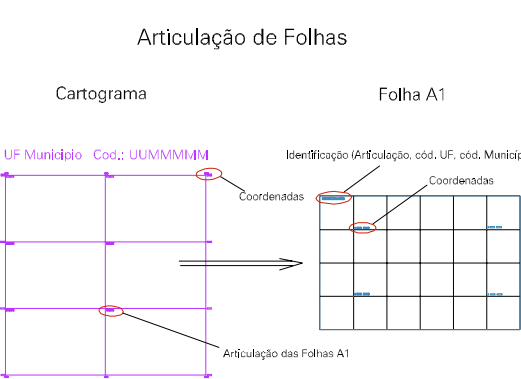 Articulação de Folhas
Cartograma
Folha A1
UF Municipio Cod.: UUMMMMM
Identificação (Articulação, cód. UF, cód. Municíp
Coordenadas
Coordenadas
Articulação das Folhas A1